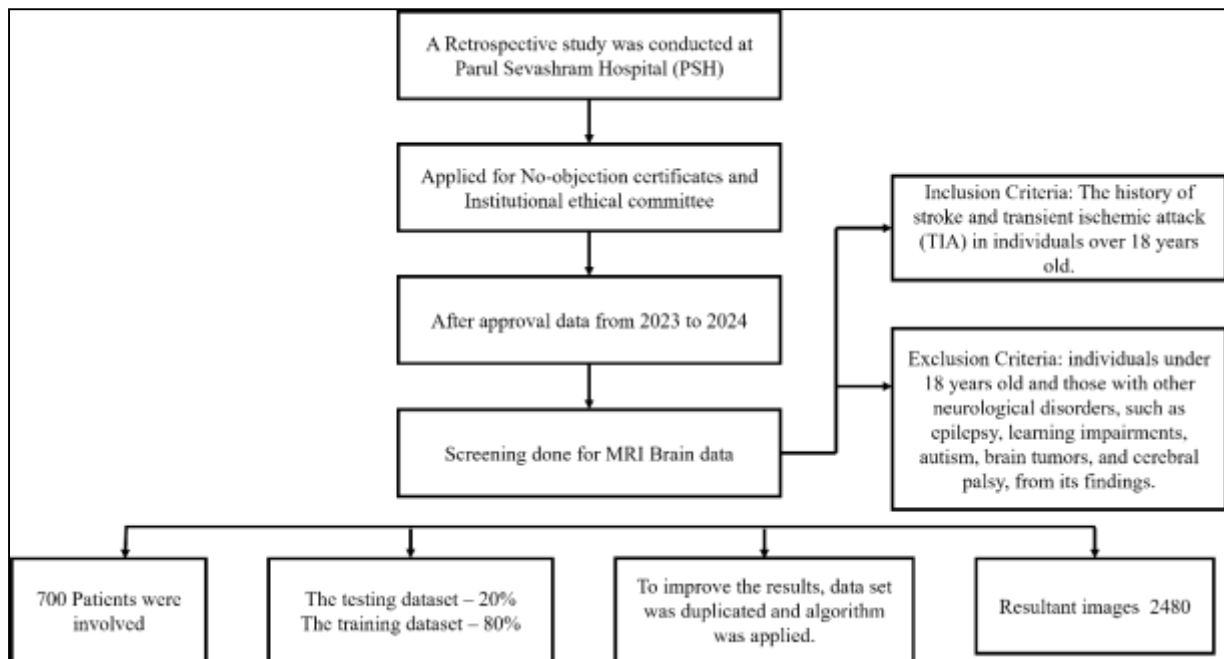 A Retrospective study was conducted at
Parul Sevashram Hospital (PSH)
Applied for No-objection certificates and
Institutional ethical committee
After approval data from 2023 to 2024
Screening done for MRI Brain data
Inclusion Criteria: The history of
stroke and transient ischemic attack
(TIA) in individuals over 18 years
old.
Exclusion Criteria: individuals under
18 years old and those with other
neurological disorders, such as
epilepsy, learning impairments,
autism, brain tumors, and cerebral
palsy, from its findings.
700 Patients were
involved
The testing dataset – 20%
The training dataset – 80%
To improve the results, data set
was duplicated and algorithm
was applied.
Resultant images 2480